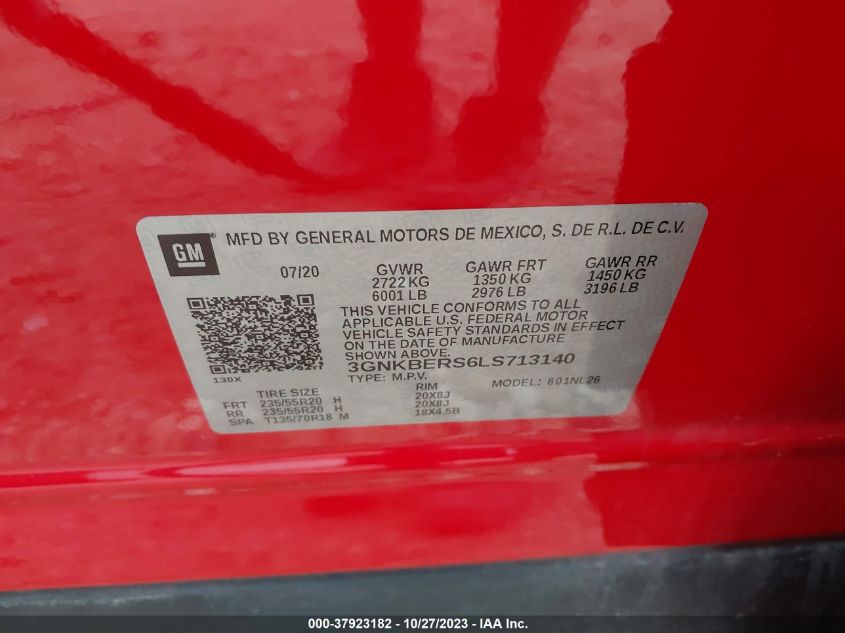 GM ® MFD BY GENERAL MOTORS DE MEXICO, S. DE R.L. DE C.V.
07/20 GVWR GAWR FRT GAWR RR
2722 KG 1350 KG 1450 KG
6001 LB 2976 LB 3196 LB
THIS VEHICLE CONFORMS TO ALL
APPLICABLE U.S. FEDERAL MOTOR
VEHICLE SAFETY STANDARDS IN EFFECT
ON THE DATE OF MANUFACTURE
SHOWN ABOVE.
3GNKBERS6LS713140
130X TYPE: M.P.V. MODEL: 601NL26
TIRE SIZE RIM
FRT 235/55R20 H 20X8J
RR 235/55R20 H 20X8J
SPA T135/70R18 M 18X4.5B
000-37923182 - 10/27/2023 - IAA Inc.